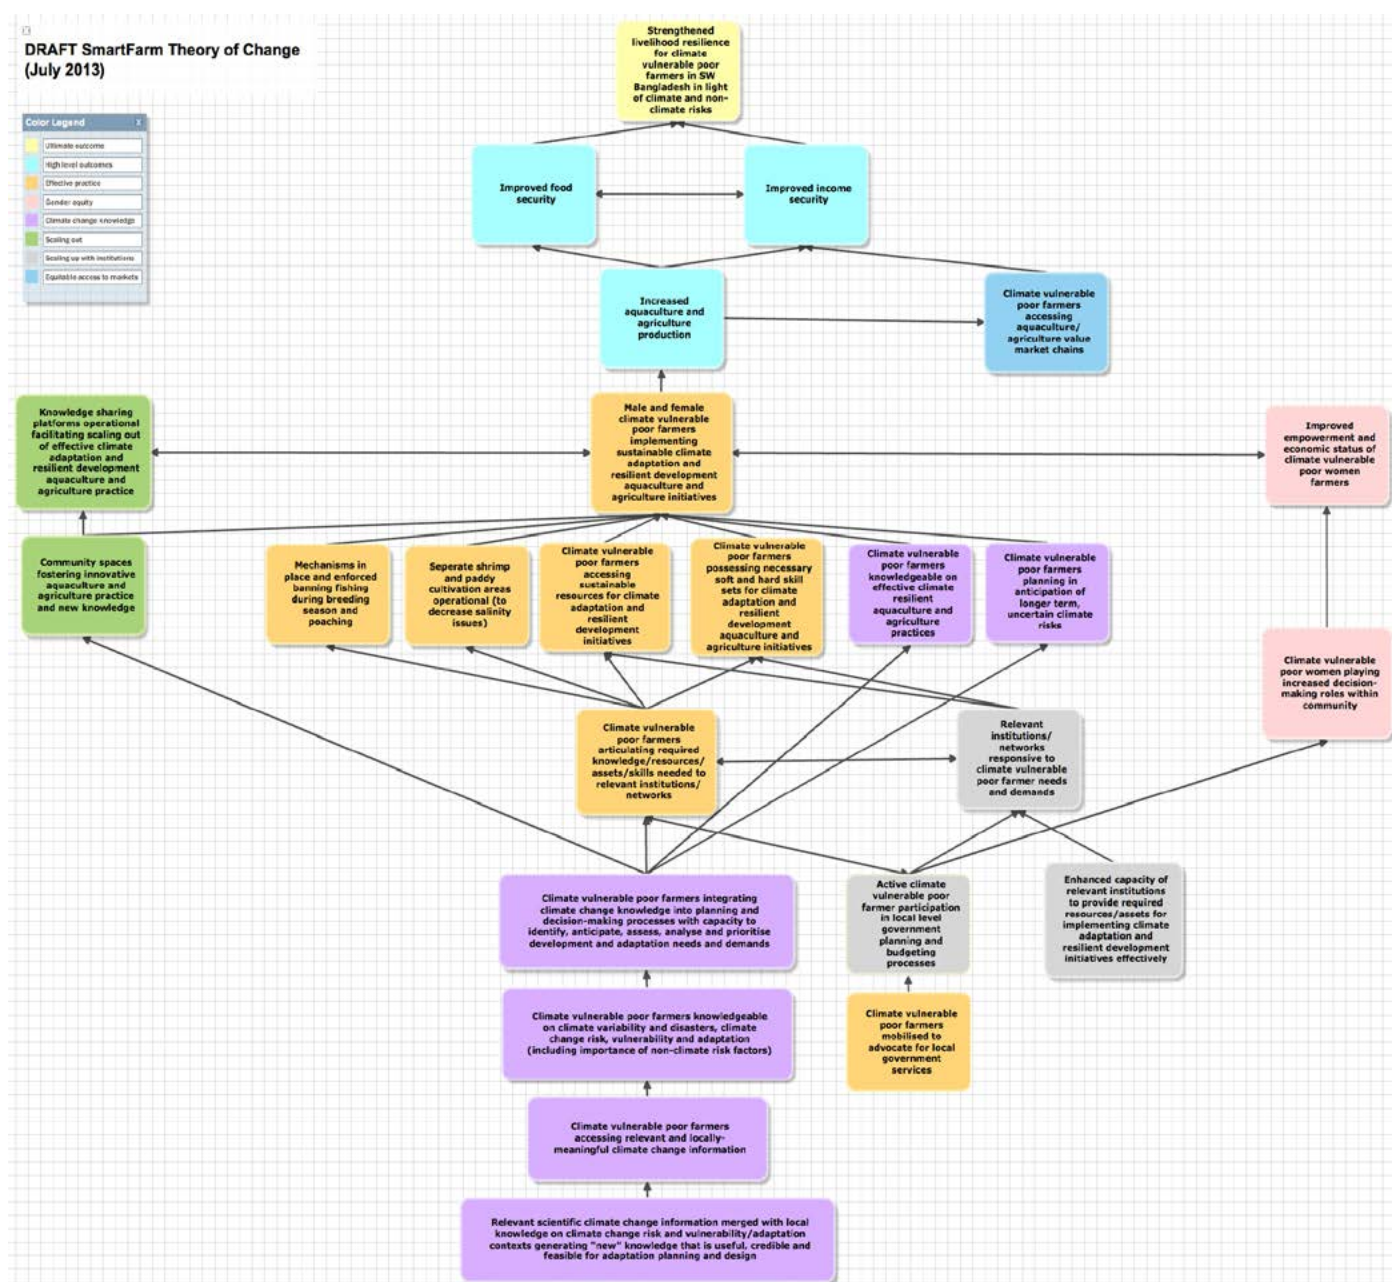 DRAFT SmartFarm Theory of Change
(July 2013)
Color Legend
X
Ultimate outcome
High level outcomes
Effective practice
Gender equity
Climate change knowledge
Scaling out
Scaling up with institutions
Equitable access to markets
Strengthened
livelihood resilience
for climate
vulnerable poor
farmers in SW
Bangladesh in light
of climate and non-
climate risks
Improved food
security
Improved income
security
Increased
aquaculture and
agriculture
production
Climate vulnerable
poor farmers
accessing
aquaculture/
agriculture value
market chains
Knowledge sharing
platforms operational
facilitating scaling out
of effective climate
adaptation and
resilient development
aquaculture and
agriculture practice
Male and female
climate vulnerable
poor farmers
implementing
sustainable climate
adaptation and
resilient development
aquaculture and
agriculture initiatives
Improved
empowerment and
economic status of
climate vulnerable
poor women
farmers
Community spaces
fostering innovative
aquaculture and
agriculture practice
and new knowledge
Mechanisms in
place and enforced
banning fishing
during breeding
season and
poaching
Seperate shrimp
and paddy
cultivation areas
operational (to
decrease salinity
issues)
Climate vulnerable
poor farmers
accessing
sustainable
resources for climate
adaptation and
resilient
development
initiatives
Climate vulnerable
poor farmers
possessing necessary
soft and hard skill
sets for climate
adaptation and
resilient
development
aquaculture and
agriculture initiatives
Climate vulnerable
poor farmers
knowledgeable on
effective climate
resilient
aquaculture and
agriculture
practices
Climate vulnerable
poor farmers
planning in
anticipation of
longer term,
uncertain climate
risks
Climate vulnerable
poor women playing
increased decision-
making roles within
community
Climate vulnerable
poor farmers
articulating required
knowledge/resources/
assets/skills needed to
relevant institutions/
networks
Relevant
institutions/
networks
responsive to
climate vulnerable
poor farmer needs
and demands
Climate vulnerable poor farmers integrating
climate change knowledge into planning and
decision-making processes with capacity to
identify, anticipate, assess, analyse and prioritise
development and adaptation needs and demands
Active climate
vulnerable poor
farmer participation
in local level
government
planning and
budgeting
processes
Enhanced capacity of
relevant institutions
to provide required
resources/assets for
implementing climate
adaptation and
resilient development
initiatives effectively
Climate vulnerable poor farmers knowledgeable
on climate variability and disasters, climate
change risk, vulnerability and adaptation
(including importance of non-climate risk factors)
Climate vulnerable
poor farmers
mobilised to
advocate for local
government
services
Climate vulnerable poor farmers
accessing relevant and locally-
meaningful climate change information
Relevant scientific climate change information merged with local
knowledge on climate change risk and vulnerability/adaptation
contexts generating "new" knowledge that is useful, credible and
feasible for adaptation planning and design